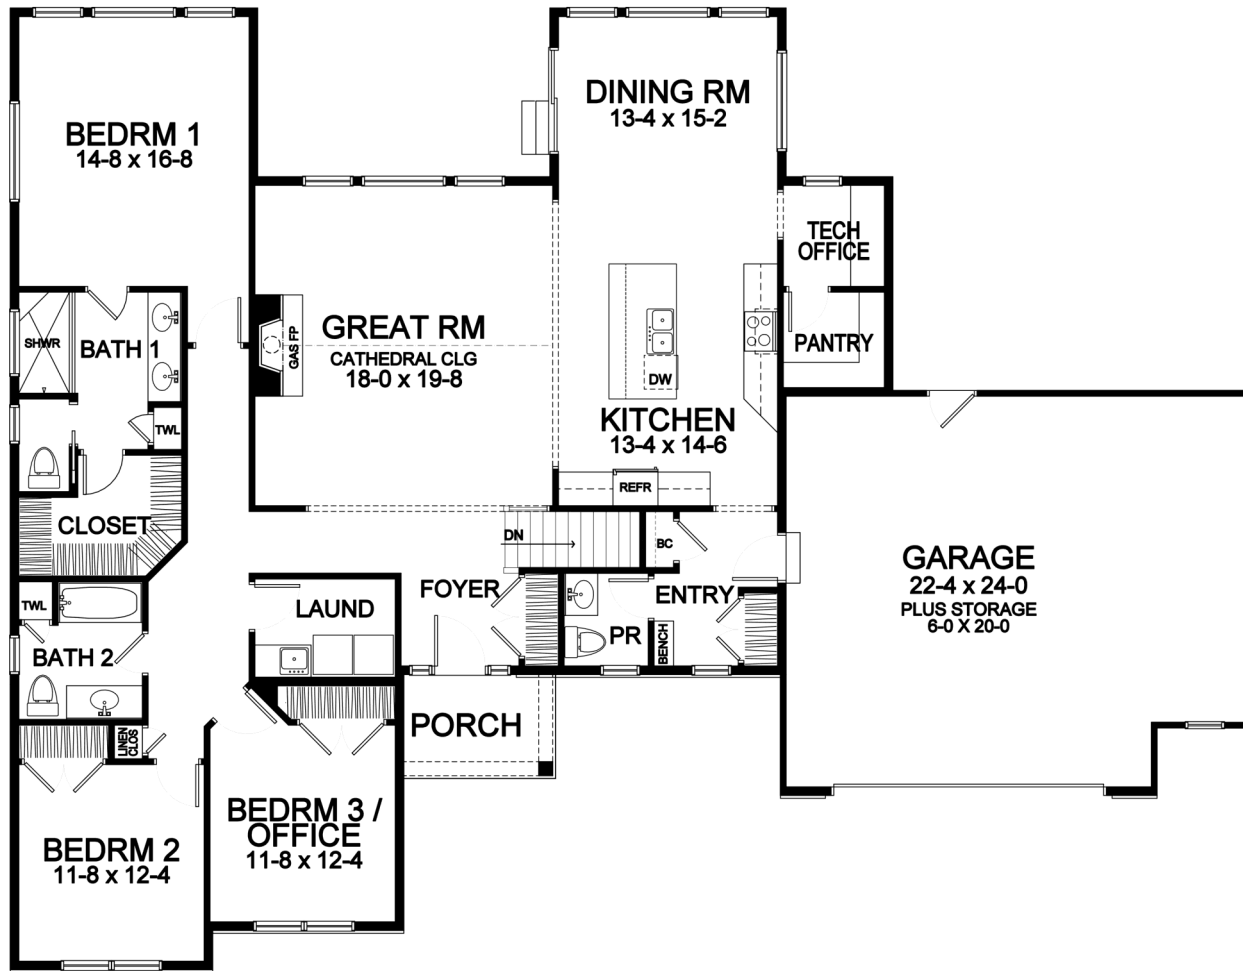 DINING RM
13-4 x 15-2
BEDRM 1
14-8 x 16-8
TECH
OFFICE
GREAT RM
CATHEDRAL CLG
18-0 x 19-8
GAS FP
SHWR
BATH 1
PANTRY
DW
KITCHEN
13-4 x 14-6
TWL
REFR
CLOSET
DN
BC
GARAGE
22-4 x 24-0
PLUS STORAGE
6-0 X 20-0
FOYER
ENTRY
TWL
LAUND
PR
BENCH
BATH 2
PORCH
LINEN
CLOS
BEDRM 3 /
OFFICE
11-8 x 12-4
BEDRM 2
11-8 x 12-4